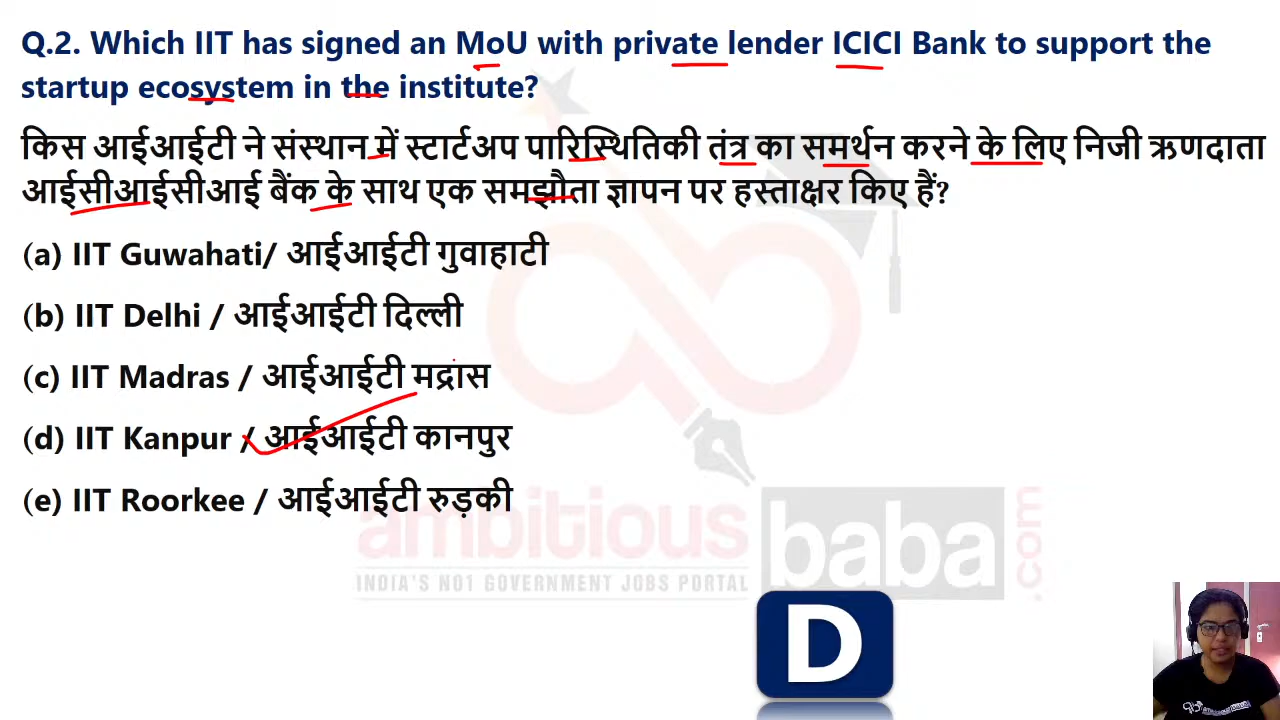 Q.2. Which IIT has signed an MoU with private lender ICICI Bank to support the
startup ecosystem in the institute?
किस आईआईटी ने संस्थान में स्टार्टअप पारिस्थितिकी तंत्र का समर्थन करने के लिए निजी ऋणदाता
आईसीआईसीआई बैंक के साथ एक समझौता ज्ञापन पर हस्ताक्षर किए हैं?
(a) IIT Guwahati/ आईआईटी गुवाहाटी
(b) IIT Delhi / आईआईटी दिल्ली
(c) IIT Madras / आईआईटी मद्रास
(d) IIT Kanpur / आईआईटी कानपुर
(e) IIT Roorkee / आईआईटी रुड़की
ambitious baba .com
INDIA'S NO1 GOVERNMENT JOBS PORTAL
D